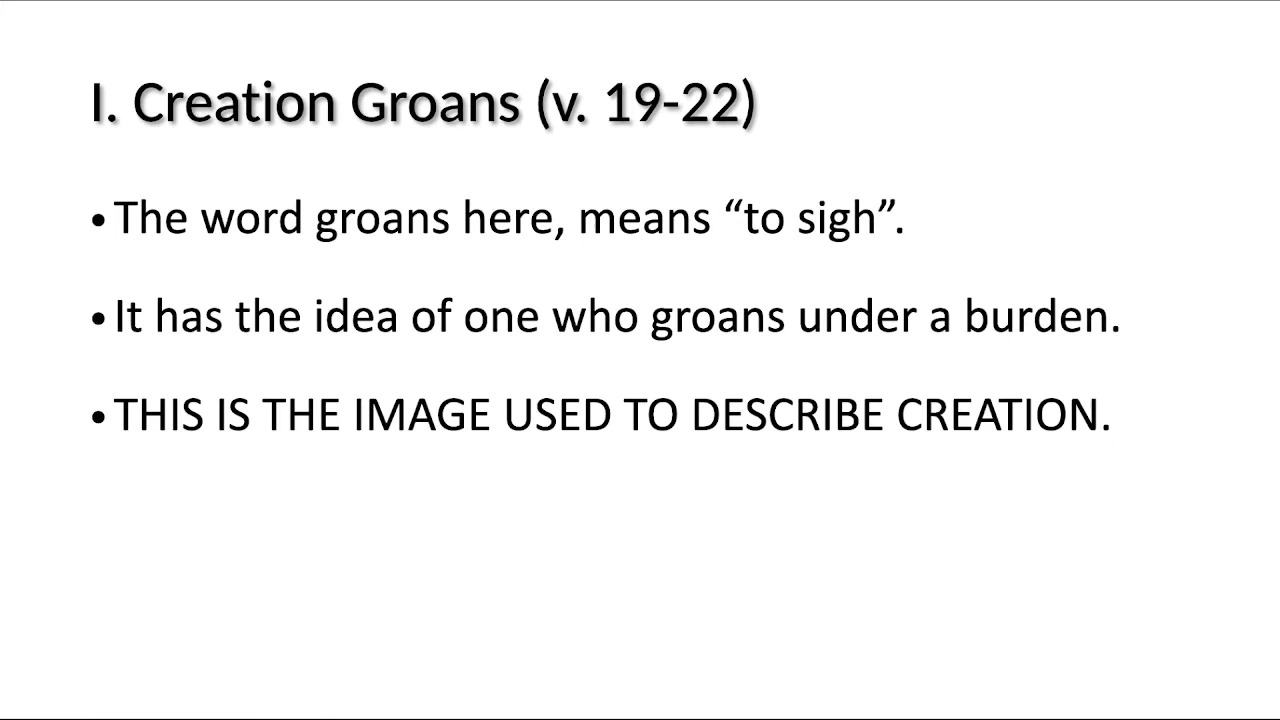 I. Creation Groans (v. 19-22)
• The word groans here, means “to sigh”.
• It has the idea of one who groans under a burden.
• THIS IS THE IMAGE USED TO DESCRIBE CREATION.